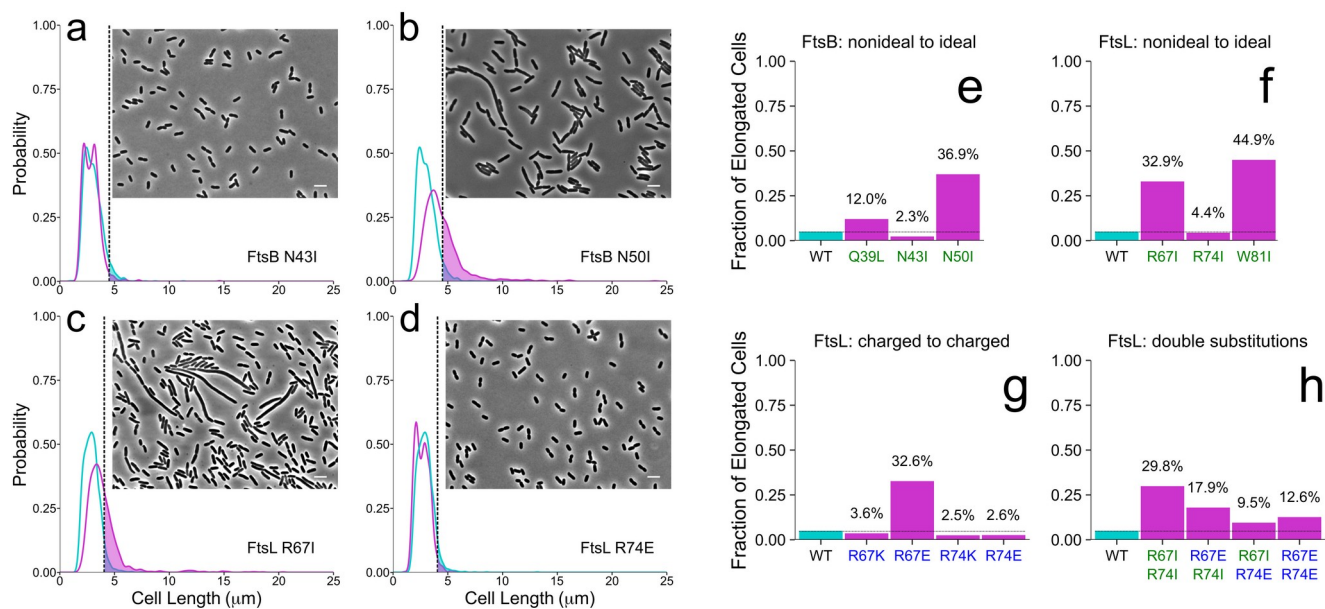 a
1.00
0.75
0.50
0.25
0.00
Probability
0 5 10 15 20 25
FtsB N43I
b
1.00
0.75
0.50
0.25
0.00
0 5 10 15 20 25
FtsB N50I
c
1.00
0.75
0.50
0.25
0.00
Probability
0 5 10 15 20 25
Cell Length (μm)
FtsL R67I
d
1.00
0.75
0.50
0.25
0.00
0 5 10 15 20 25
Cell Length (μm)
FtsL R74E
FtsB: nonideal to ideal
e
Fraction of Elongated Cells
1.00
0.75
0.50
0.25
0.00
12.0%
2.3%
36.9%
WT Q39L N43I N50I
FtsL: nonideal to ideal
f
1.00
0.75
0.50
0.25
0.00
32.9%
4.4%
44.9%
WT R67I R74I W81I
FtsL: charged to charged
g
Fraction of Elongated Cells
1.00
0.75
0.50
0.25
0.00
3.6%
32.6%
2.5%
2.6%
WT R67K R67E R74K R74E
FtsL: double substitutions
h
1.00
0.75
0.50
0.25
0.00
29.8%
17.9%
9.5%
12.6%
WT R67I R67E R67I R67E
R74I R74I R74E R74E